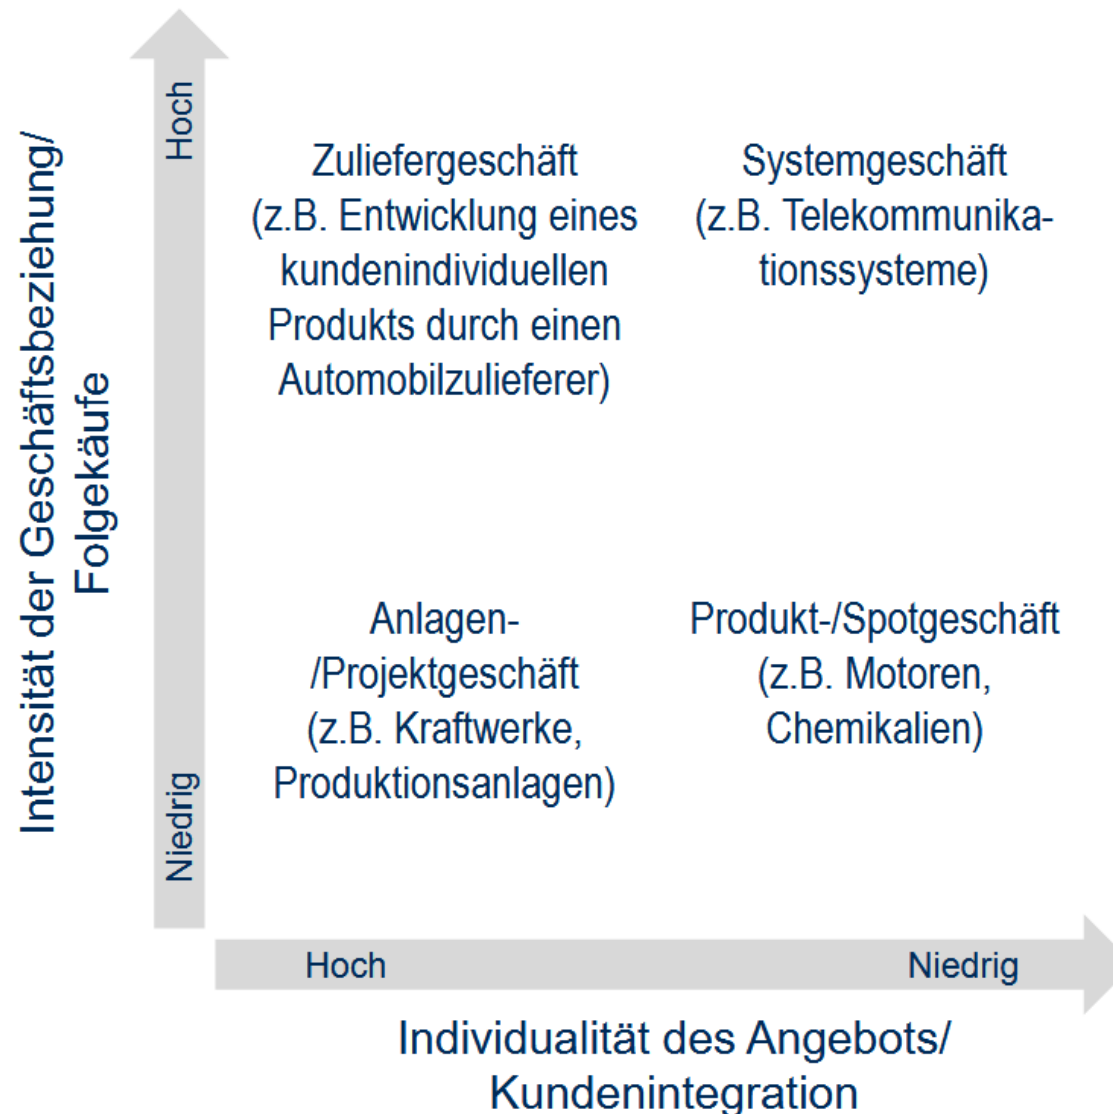 Intensität der Geschäftsbeziehung/
Folgekäufe
Hoch
Niedrig
Zuliefergeschäft
(z.B. Entwicklung eines
kundenindividuellen
Produkts durch einen
Automobilzulieferer)
Systemgeschäft
(z.B. Telekommunika-
tionssysteme)
Anlagen-
/Projektgeschäft
(z.B. Kraftwerke,
Produktionsanlagen)
Produkt-/Spotgeschäft
(z.B. Motoren,
Chemikalien)
Hoch
Niedrig
Individualität des Angebots/
Kundenintegration